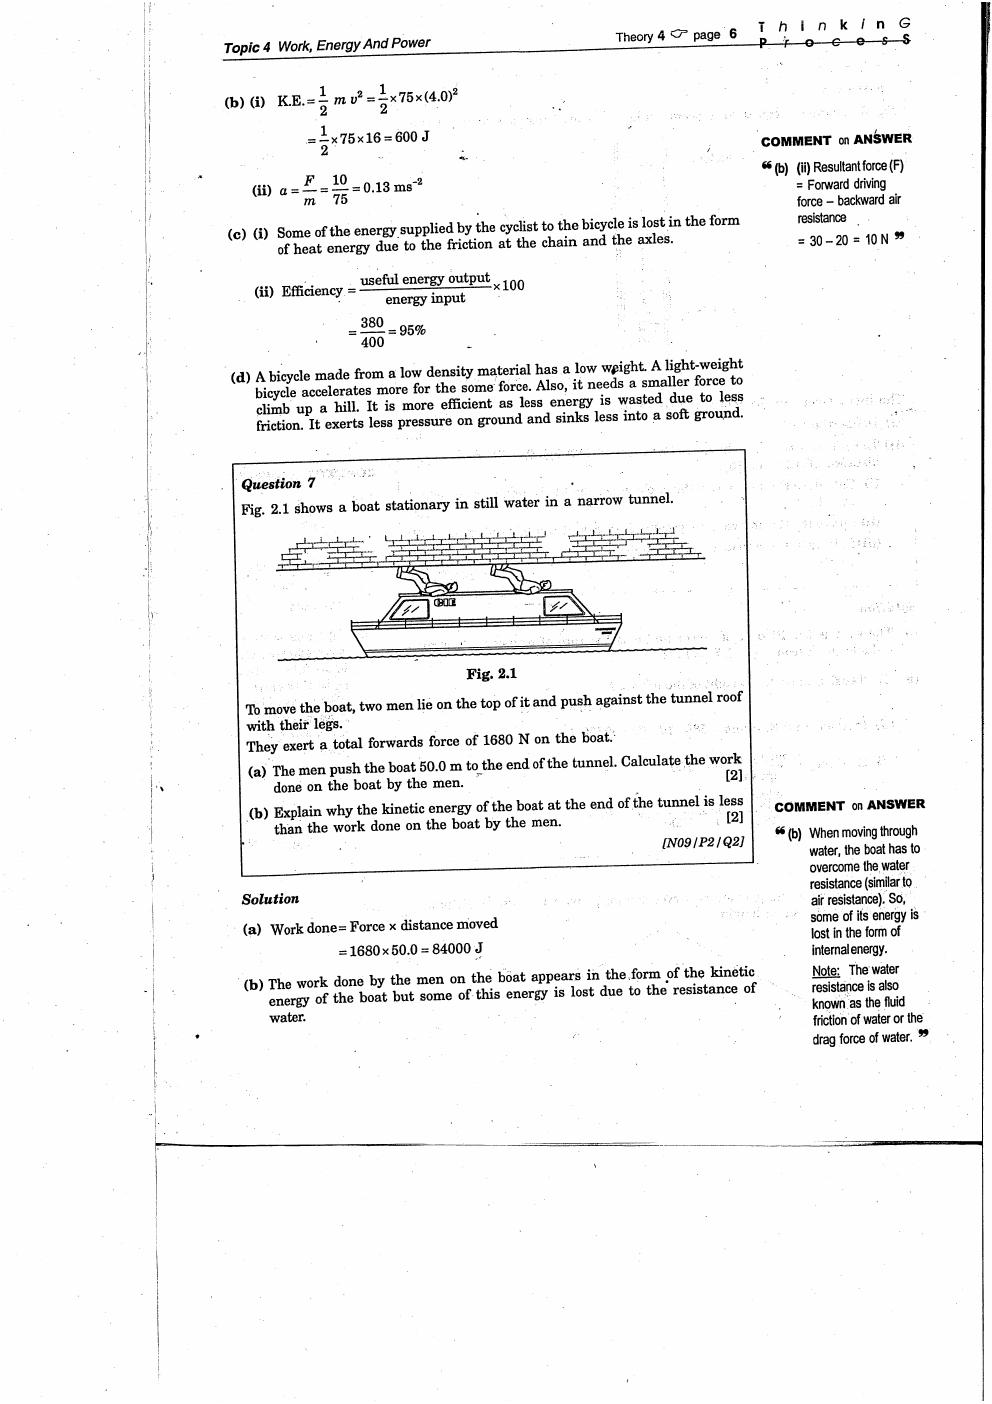 Topic 4 Work, Energy And Power
Theory 4 ☞ page 6
T h i n k i n G
P r o c e s S
(b) (i) K.E. = 1/2 m v² = 1/2 × 75 × (4.0)²
= 1/2 × 75 × 16 = 600 J
(ii) a = F/m = 10/75 = 0.13 ms⁻²
(c) (i) Some of the energy supplied by the cyclist to the bicycle is lost in the form
of heat energy due to the friction at the chain and the axles.
(ii) Efficiency = useful energy output / energy input × 100
= 380/400 = 95%
(d) A bicycle made from a low density material has a low weight. A light-weight
bicycle accelerates more for the some force. Also, it needs a smaller force to
climb up a hill. It is more efficient as less energy is wasted due to less
friction. It exerts less pressure on ground and sinks less into a soft ground.
COMMENT on ANSWER
“ (b) (ii) Resultant force (F)
= Forward driving
force – backward air
resistance
= 30 – 20 = 10 N ”
Question 7
Fig. 2.1 shows a boat stationary in still water in a narrow tunnel.
Fig. 2.1
To move the boat, two men lie on the top of it and push against the tunnel roof
with their legs.
They exert a total forwards force of 1680 N on the boat.
(a) The men push the boat 50.0 m to the end of the tunnel. Calculate the work
done on the boat by the men. [2]
(b) Explain why the kinetic energy of the boat at the end of the tunnel is less
than the work done on the boat by the men. [2]
[N09/P2/Q2]
Solution
(a) Work done = Force × distance moved
= 1680 × 50.0 = 84000 J
(b) The work done by the men on the boat appears in the form of the kinetic
energy of the boat but some of this energy is lost due to the resistance of
water.
COMMENT on ANSWER
“ (b) When moving through
water, the boat has to
overcome the water
resistance (similar to
air resistance). So,
some of its energy is
lost in the form of
internal energy.
Note: The water
resistance is also
known as the fluid
friction of water or the
drag force of water. ”